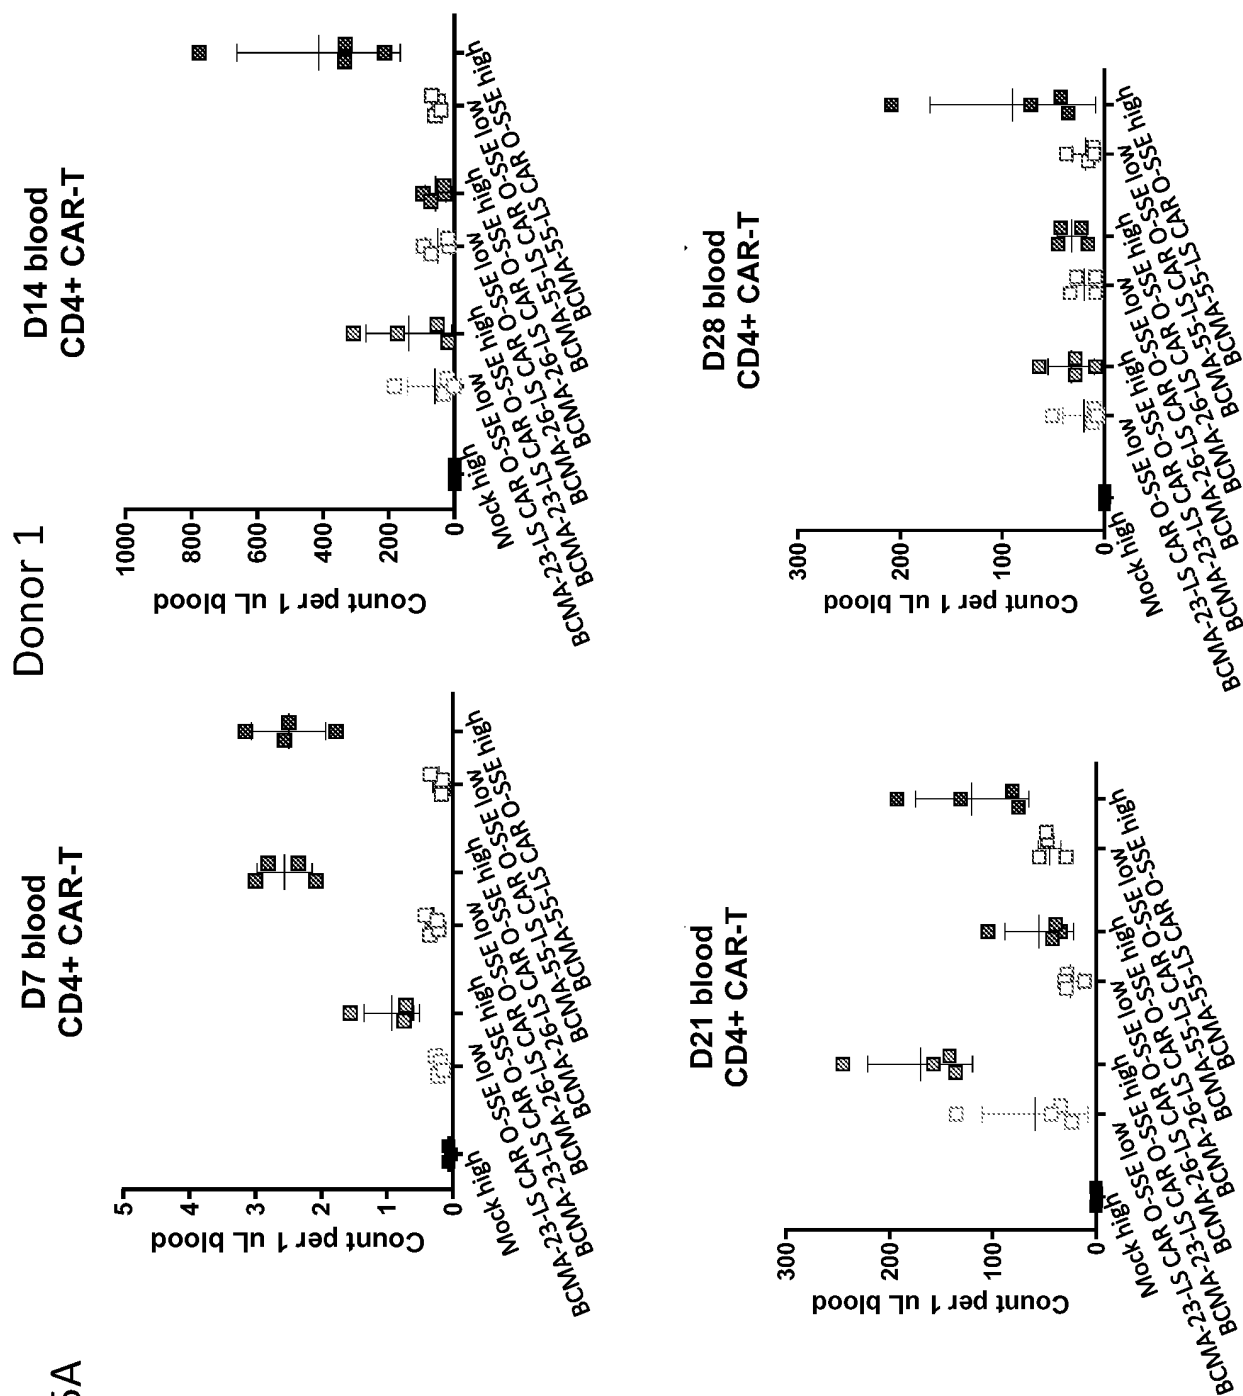 5A
Donor 1
D7 blood
CD4+ CAR-T
Count per 1 uL blood
5
4
3
2
1
0
Mock high
BCMA-23-LS CAR O-SSE low
BCMA-23-LS CAR O-SSE high
BCMA-26-LS CAR O-SSE low
BCMA-26-LS CAR O-SSE high
BCMA-55-LS CAR O-SSE low
BCMA-55-LS CAR O-SSE high
D14 blood
CD4+ CAR-T
Count per 1 uL blood
1000
800
600
400
200
0
Mock high
BCMA-23-LS CAR O-SSE low
BCMA-23-LS CAR O-SSE high
BCMA-26-LS CAR O-SSE low
BCMA-26-LS CAR O-SSE high
BCMA-55-LS CAR O-SSE low
BCMA-55-LS CAR O-SSE high
D21 blood
CD4+ CAR-T
Count per 1 uL blood
300
200
100
0
Mock high
BCMA-23-LS CAR O-SSE low
BCMA-23-LS CAR O-SSE high
BCMA-26-LS CAR O-SSE low
BCMA-26-LS CAR O-SSE high
BCMA-55-LS CAR O-SSE low
BCMA-55-LS CAR O-SSE high
D28 blood
CD4+ CAR-T
Count per 1 uL blood
300
200
100
0
Mock high
BCMA-23-LS CAR O-SSE low
BCMA-23-LS CAR O-SSE high
BCMA-26-LS CAR O-SSE low
BCMA-26-LS CAR O-SSE high
BCMA-55-LS CAR O-SSE low
BCMA-55-LS CAR O-SSE high